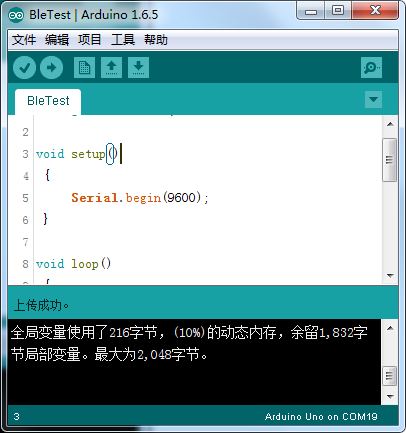 BleTest | Arduino 1.6.5
文件 编辑 项目 工具 帮助
BleTest
2
3 void setup()
4 {
5 Serial.begin(9600);
6 }
7
8 void loop()
上传成功。
全局变量使用了216字节，(10%)的动态内存，余留1,832字
节局部变量。最大为2,048字节。
3 Arduino Uno on COM19